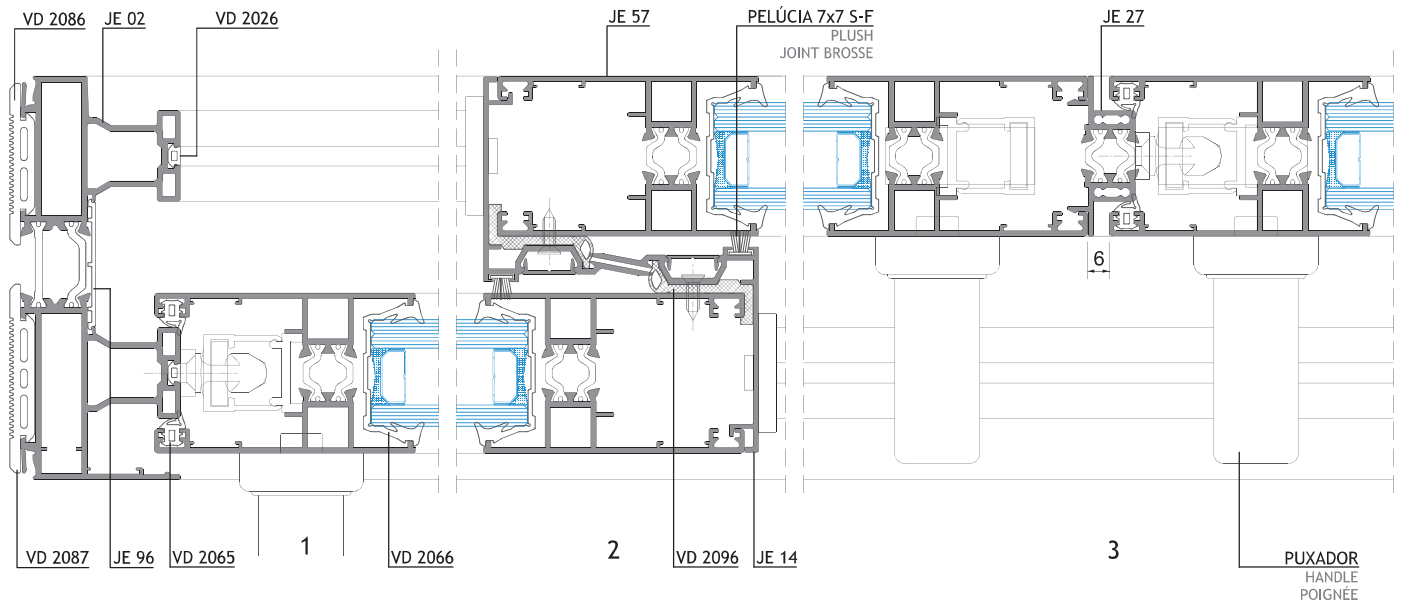 VD 2086
JE 02
VD 2026
JE 57
PELÚCIA 7x7 S-F
PLUSH
JOINT BROSSE
JE 27
6
VD 2087
JE 96
VD 2065
1
VD 2066
2
VD 2096
JE 14
3
PUXADOR
HANDLE
POIGNÉE